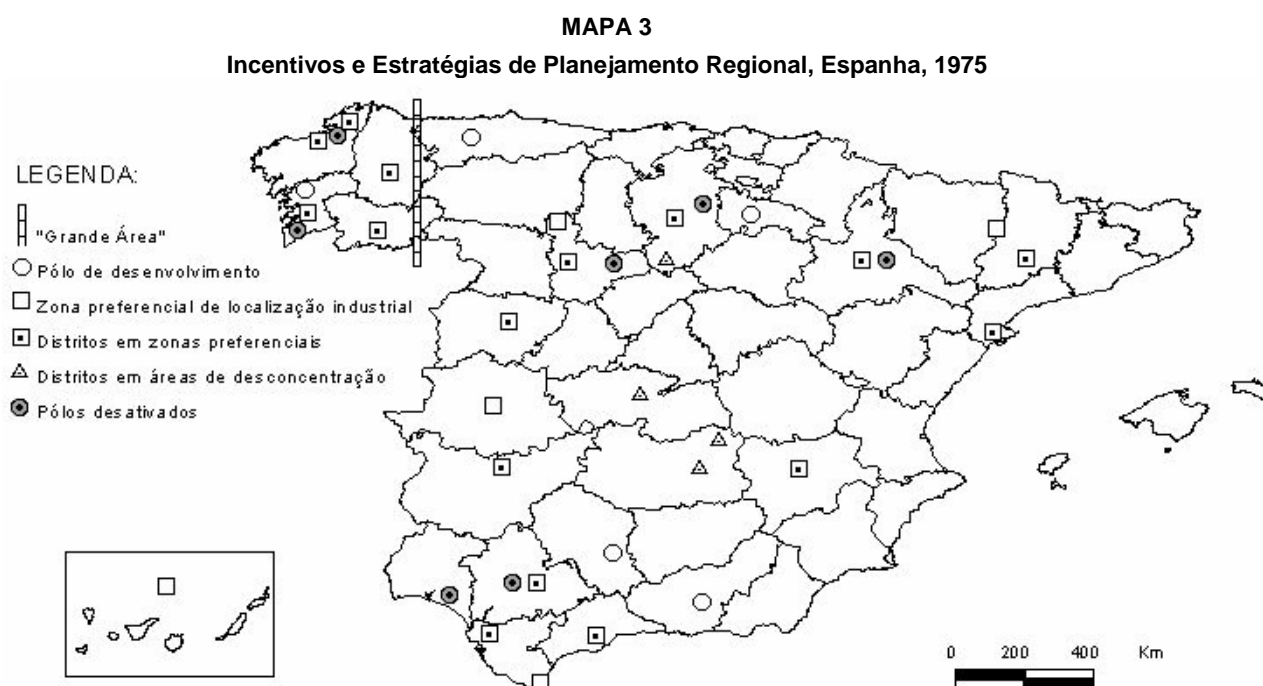 MAPA 3
Incentivos e Estratégias de Planejamento Regional, Espanha, 1975
LEGENDA:
"Grande Área"
Pólo de desenvolvimento
Zona preferencial de localização industrial
Distritos em zonas preferenciais
Distritos em áreas de desconcentração
Pólos desativados
0 200 400 Km